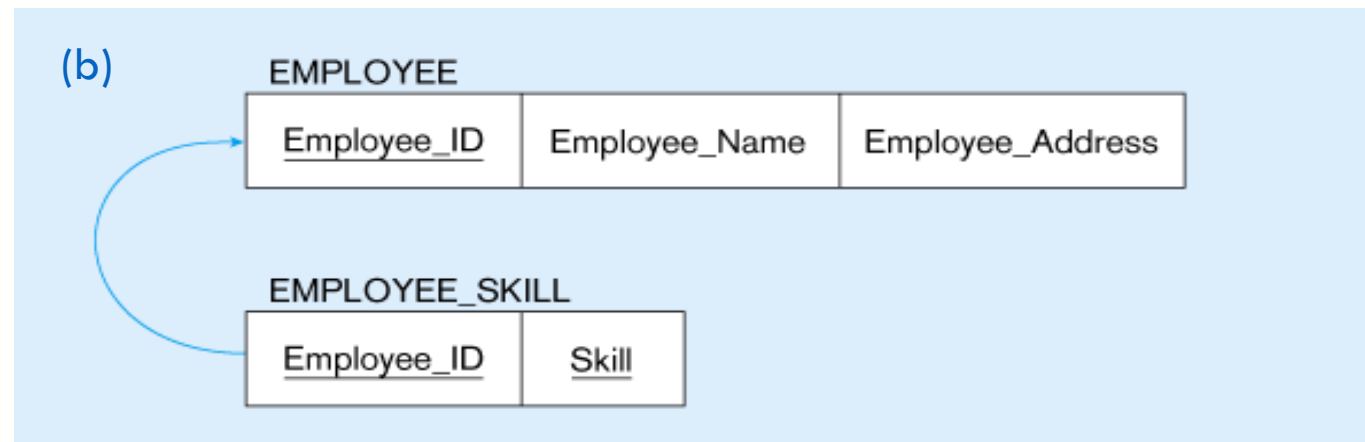 (b)
EMPLOYEE
Employee_ID Employee_Name Employee_Address
EMPLOYEE_SKILL
Employee_ID Skill